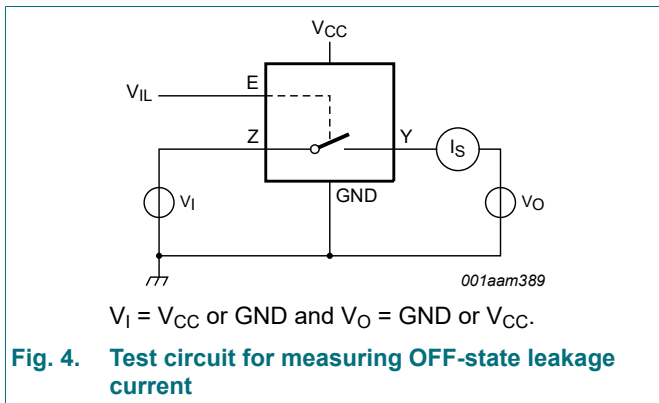 VCC
E
VIL
Z
Y
IS
GND
VI
VO
001aam389
VI = VCC or GND and VO = GND or VCC.
Fig. 4. Test circuit for measuring OFF-state leakage
current